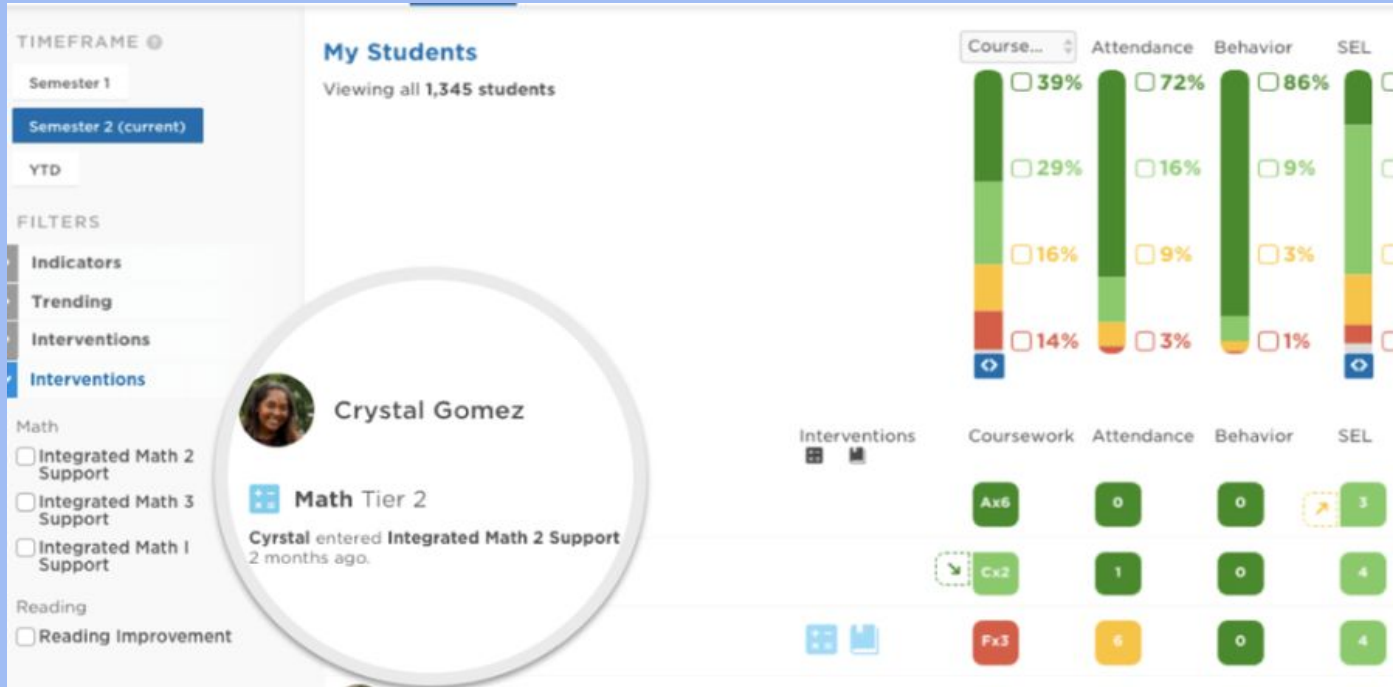 TIMEFRAME ?
Semester 1
Semester 2 (current)
YTD
FILTERS
Indicators
Trending
Interventions
Interventions
Math
Integrated Math 2
Support
Integrated Math 3
Support
Integrated Math I
Support
Reading
Reading Improvement
My Students
Viewing all 1,345 students
Crystal Gomez
Math Tier 2
Cyrstal entered Integrated Math 2 Support
2 months ago.
Course... Attendance Behavior SEL
39% 72% 86%
29% 16% 9%
16% 9% 3%
14% 3% 1%
Interventions Coursework Attendance Behavior SEL
Ax6 0 0 3
Cx2 1 0 4
Fx3 6 0 4